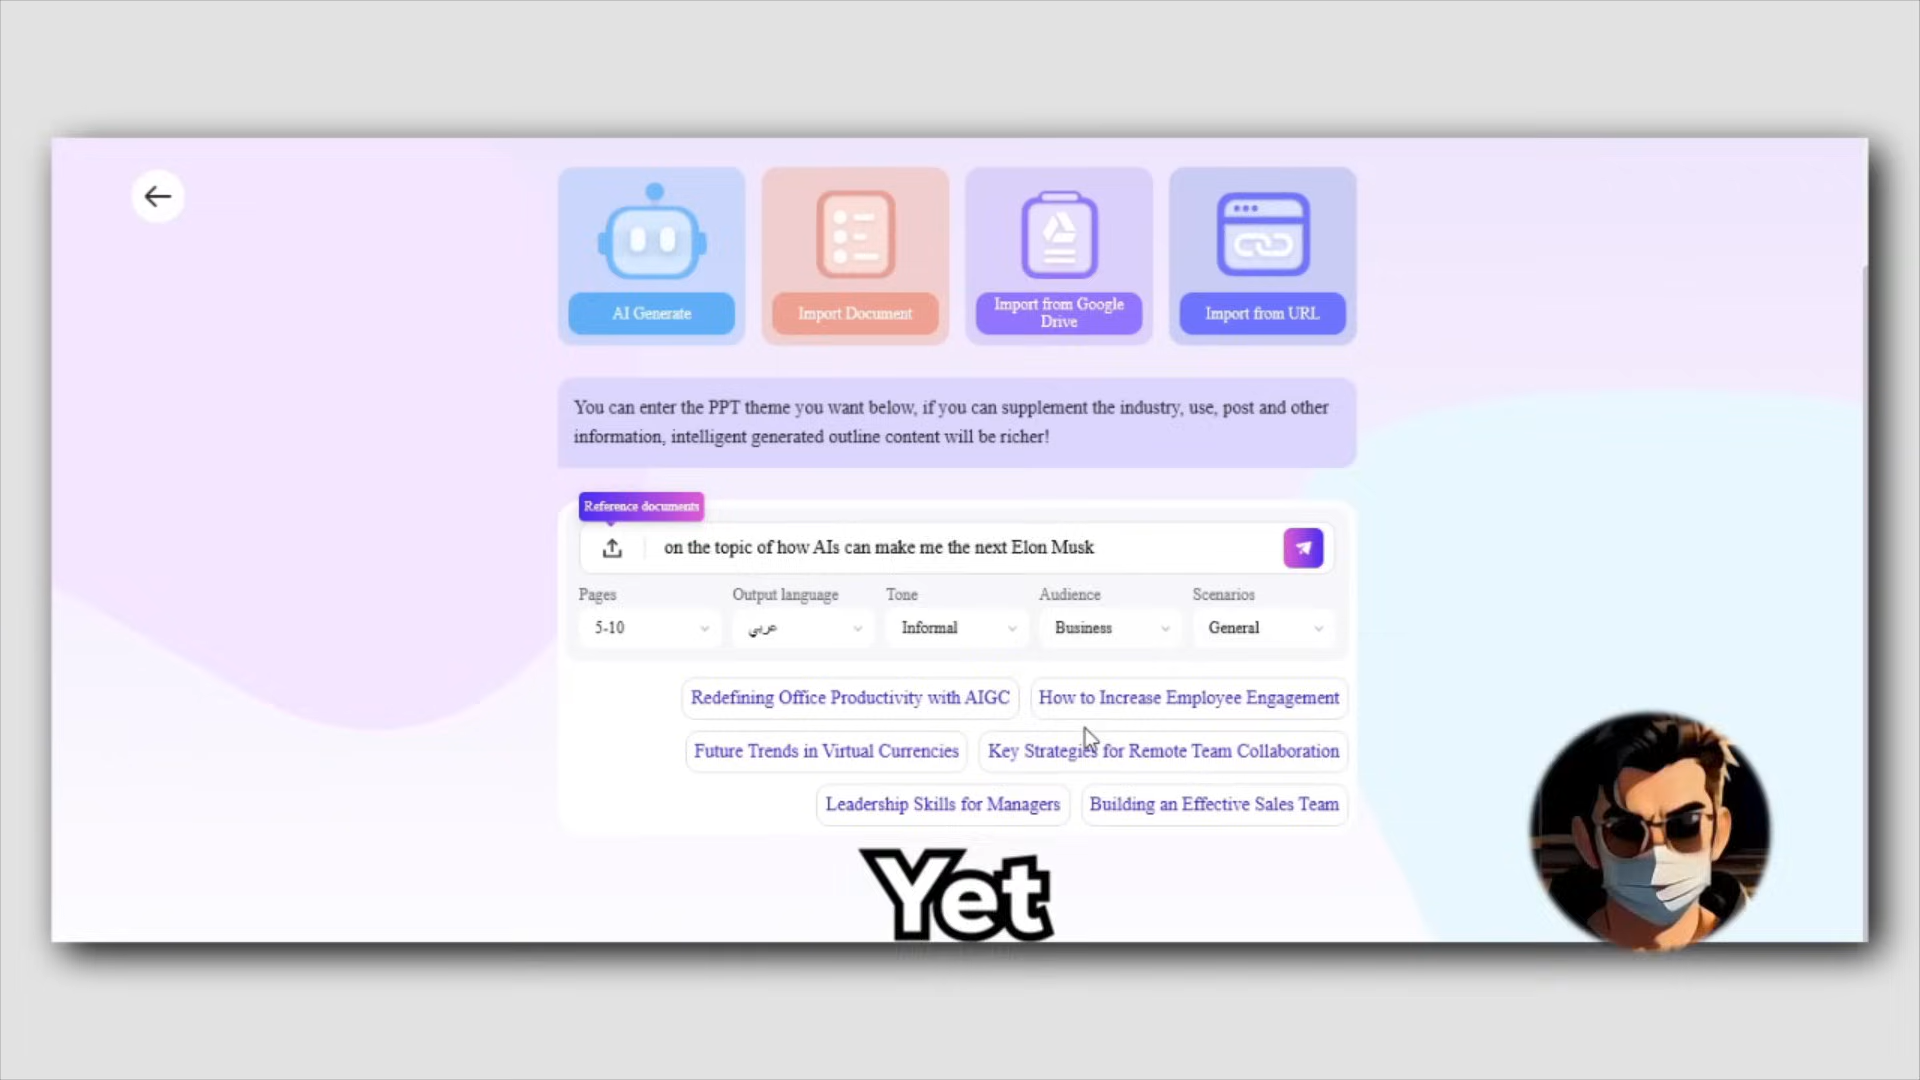 AI Generate
Import Document
Import from Google
Drive
Import from URL
You can enter the PPT theme you want below, if you can supplement the industry, use, post and other
information, intelligent generated outline content will be richer!
Reference documents
on the topic of how AIs can make me the next Elon Musk
Pages
Output language
Tone
Audience
Scenarios
5-10
عربي
Informal
Business
General
Redefining Office Productivity with AIGC
How to Increase Employee Engagement
Future Trends in Virtual Currencies
Key Strategies for Remote Team Collaboration
Leadership Skills for Managers
Building an Effective Sales Team
Yet